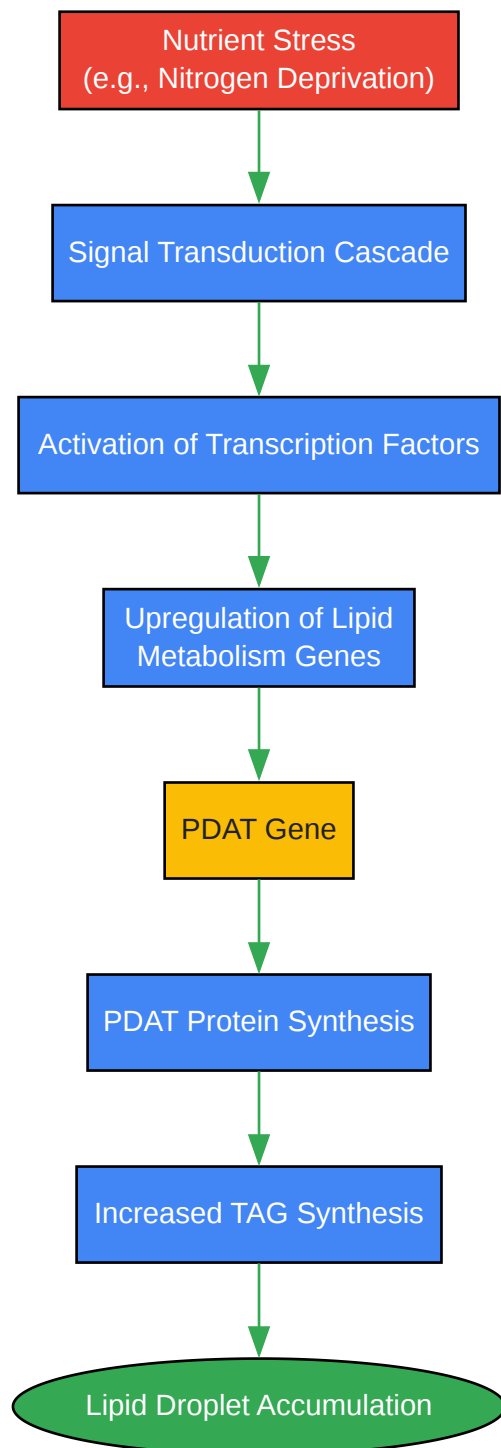 Nutrient Stress
(e.g., Nitrogen Deprivation)
Signal Transduction Cascade
Activation of Transcription Factors
Upregulation of Lipid
Metabolism Genes
PDAT Gene
PDAT Protein Synthesis
Increased TAG Synthesis
Lipid Droplet Accumulation